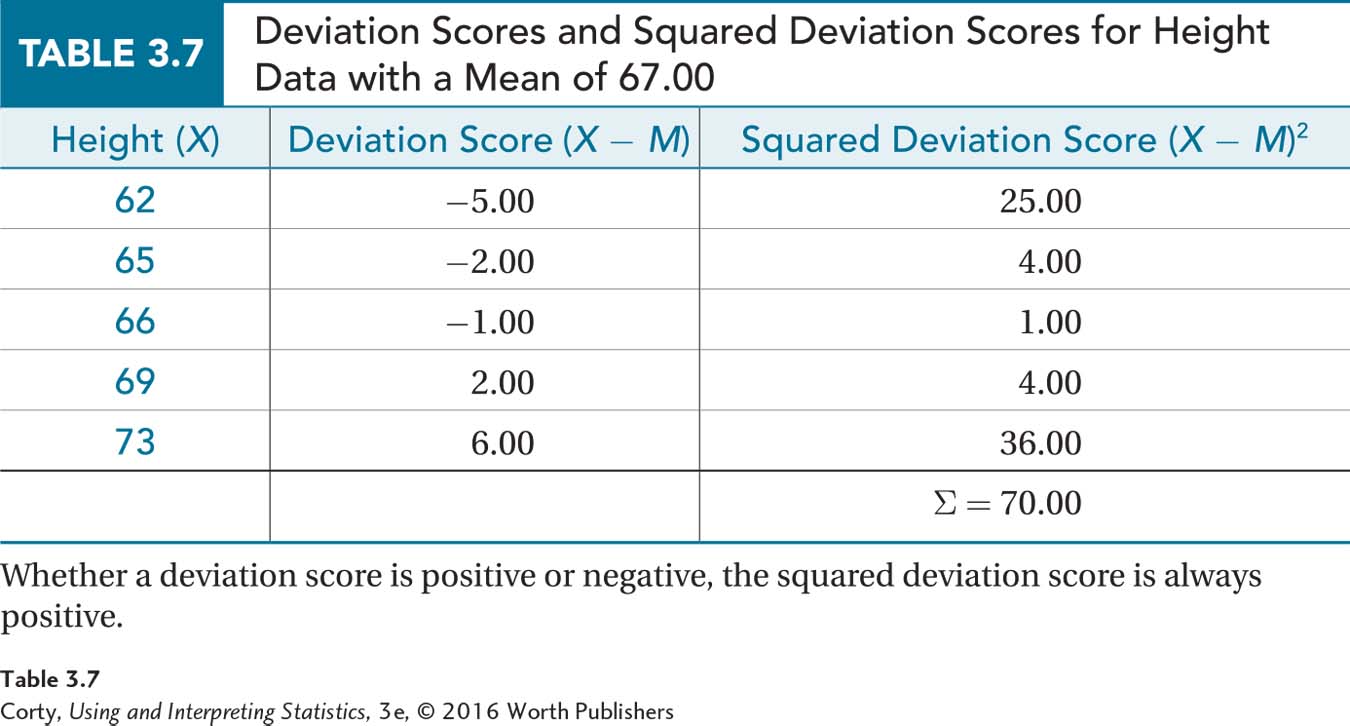 TABLE 3.7
Deviation Scores and Squared Deviation Scores for Height
Data with a Mean of 67.00
Height (X) Deviation Score (X − M) Squared Deviation Score (X − M)²
62 −5.00 25.00
65 −2.00 4.00
66 −1.00 1.00
69 2.00 4.00
73 6.00 36.00
Σ = 70.00
Whether a deviation score is positive or negative, the squared deviation score is always
positive.
Table 3.7
Corty, Using and Interpreting Statistics, 3e, © 2016 Worth Publishers